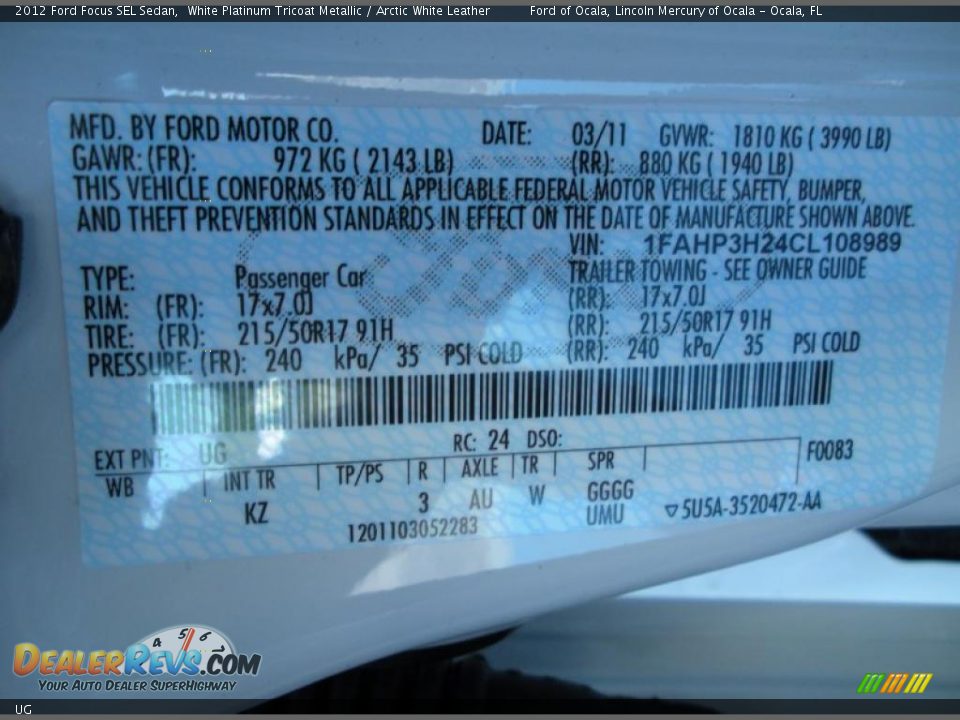 2012 Ford Focus SEL Sedan,  White Platinum Tricoat Metallic / Arctic White Leather    Ford of Ocala, Lincoln Mercury of Ocala - Ocala, FL
MFD. BY FORD MOTOR CO. DATE: 03/11 GVWR: 1810 KG ( 3990 LB)
GAWR: (FR): 972 KG ( 2143 LB) (RR): 880 KG ( 1940 LB)
THIS VEHICLE CONFORMS TO ALL APPLICABLE FEDERAL MOTOR VEHICLE SAFETY, BUMPER,
AND THEFT PREVENTION STANDARDS IN EFFECT ON THE DATE OF MANUFACTURE SHOWN ABOVE.
VIN: 1FAHP3H24CL108989
TYPE: Passenger Car TRAILER TOWING - SEE OWNER GUIDE
RIM: (FR): 17x7.0J (RR): 17x7.0J
TIRE: (FR): 215/50R17 91H (RR): 215/50R17 91H
PRESSURE: (FR): 240 kPa/ 35 PSI COLD (RR): 240 kPa/ 35 PSI COLD
EXT PNT: UG RC: 24 DSO: F0083
WB INT TR TP/PS R AXLE TR SPR
KZ 3 AU W GGGG
UMU ▽5U5A-3520472-AA
1201103052283
4 5 6
DEALERREVS.COM
YOUR AUTO DEALER SUPERHIGHWAY
UG